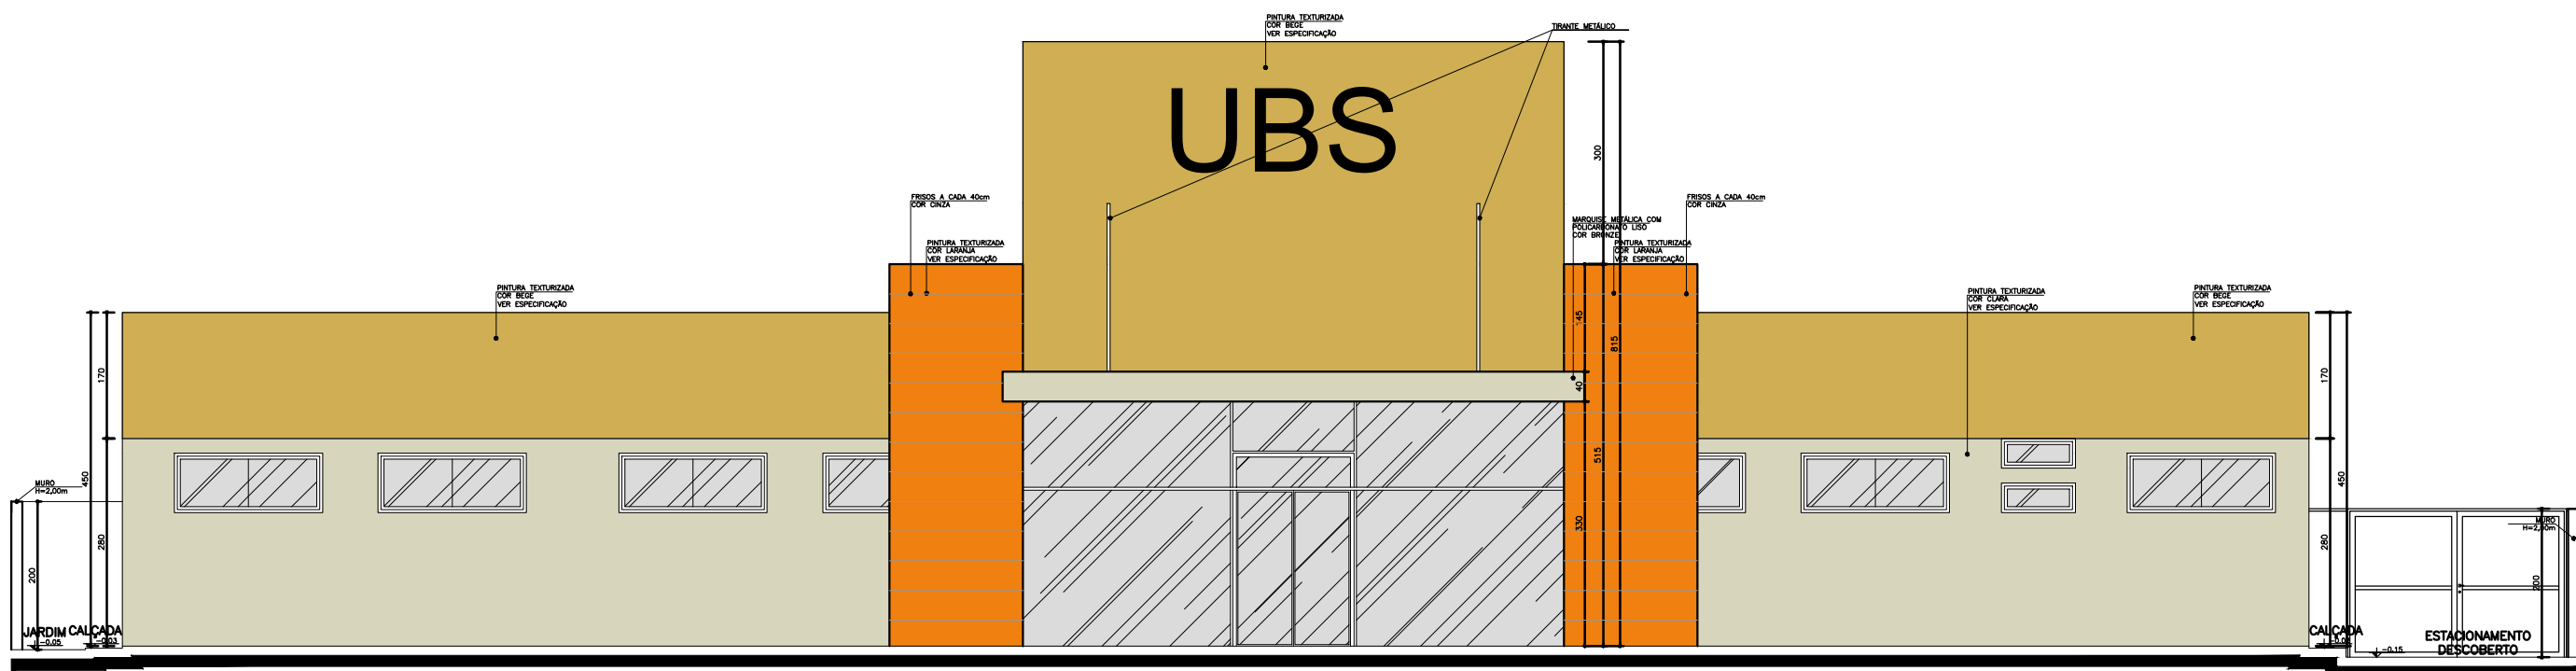 PINTURA TEXTURIZADA
COR BEGE
VER ESPECIFICAÇÃO
TIRANTE METÁLICO
UBS
300
FRISOS A CADA 40cm
COR CINZA
FRISOS A CADA 40cm
COR CINZA
MARQUISE METÁLICA COM
POLICARBONATO LISO
COR BRONZE
PINTURA TEXTURIZADA
COR LARANJA
VER ESPECIFICAÇÃO
PINTURA TEXTURIZADA
COR LARANJA
VER ESPECIFICAÇÃO
PINTURA TEXTURIZADA
COR BEGE
VER ESPECIFICAÇÃO
PINTURA TEXTURIZADA
COR CLARA
VER ESPECIFICAÇÃO
PINTURA TEXTURIZADA
COR BEGE
VER ESPECIFICAÇÃO
145
815
170
40
170
450
515
450
MURO
H=2,00m
330
280
280
MURO
H=2,00m
200
200
JARDIM
-0.05
CALÇADA
-0.03
CALÇADA
ESTACIONAMENTO
DESCOBERTO
-0.15